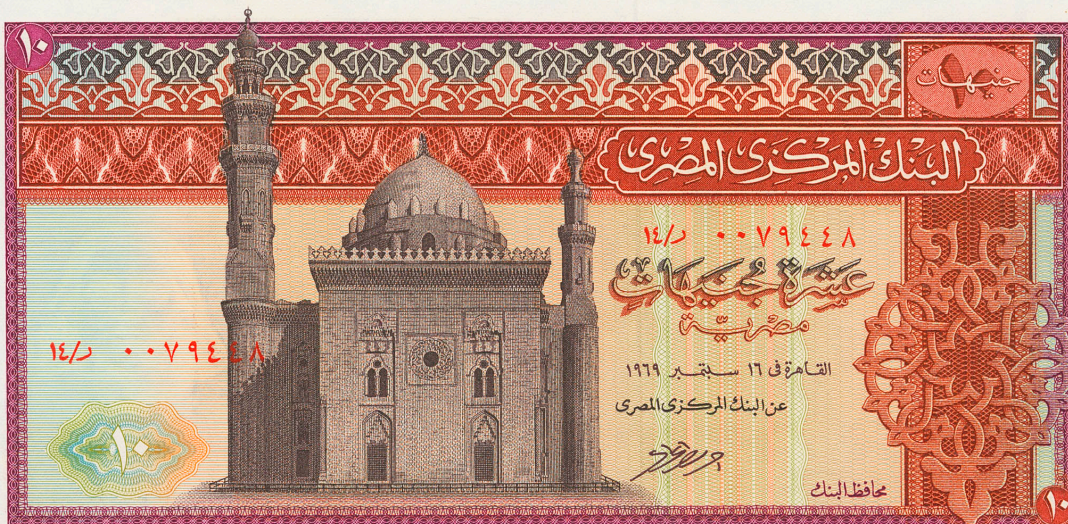 ١٠
١٠ جنيهات
البنك المركزى المصرى
د/١٤ ٠٠٧٩٤٤٨
عشرة جنيهات
مصرية
د/١٤ ٠٠٧٩٤٤٨
القاهرة فى ١٦ سبتمبر ١٩٦٩
عن البنك المركزى المصرى
١٠
محافظ البنك
١٠